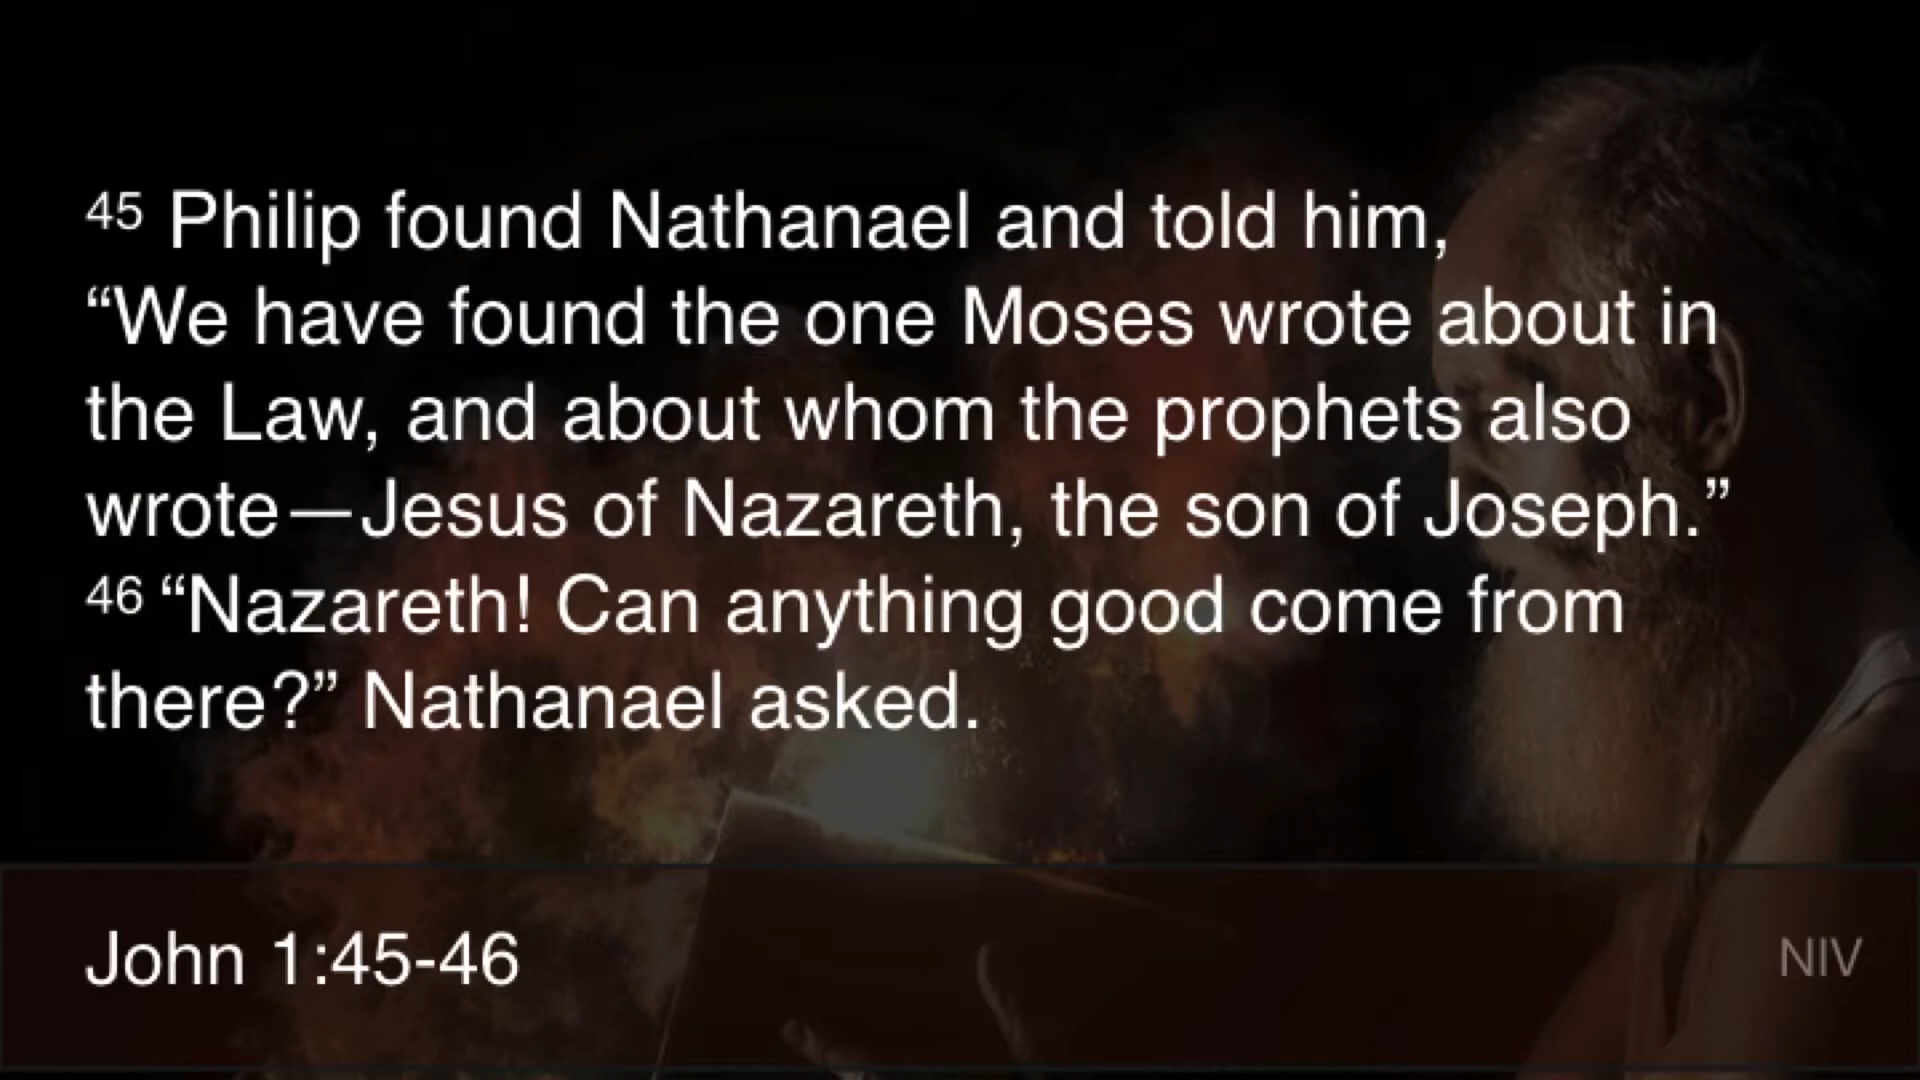 45 Philip found Nathanael and told him,
“We have found the one Moses wrote about in
the Law, and about whom the prophets also
wrote—Jesus of Nazareth, the son of Joseph.”
46 “Nazareth! Can anything good come from
there?” Nathanael asked.
John 1:45-46
NIV